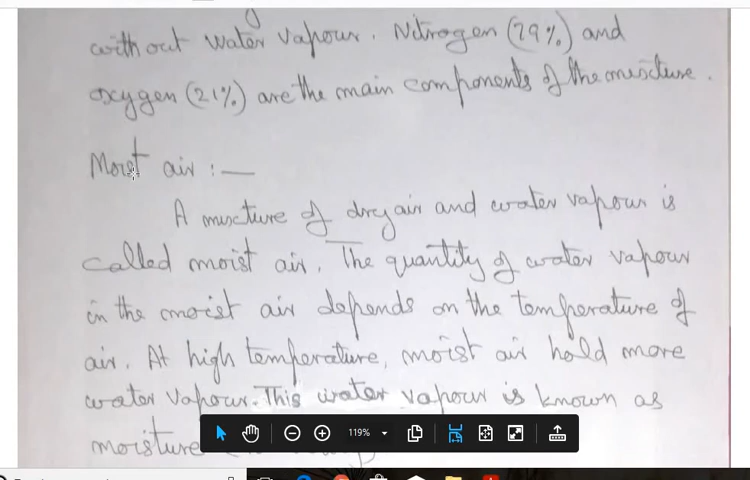 without water vapour. Nitrogen (79%) and
oxygen (21%) are the main components of the mixture.
Moist air :—
A mixture of dry air and water vapour is
called moist air. The quantity of water vapour
in the moist air depends on the temperature of
air. At high temperature, moist air hold more
water vapour. This water vapour is known as
moisture
119%